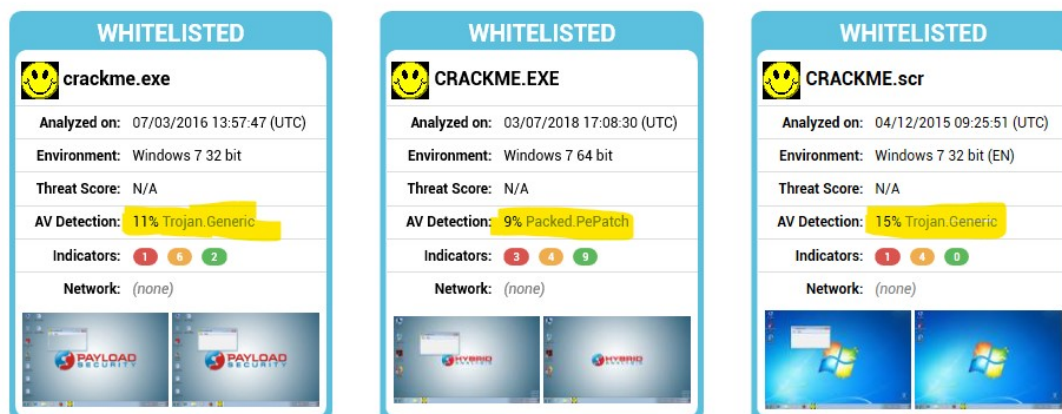 WHITELISTED
crackme.exe
Analyzed on: 07/03/2016 13:57:47 (UTC)
Environment: Windows 7 32 bit
Threat Score: N/A
AV Detection: 11% Trojan.Generic
Indicators: 1 6 2
Network: (none)
PAYLOAD
SECURITY
PAYLOAD
SECURITY
WHITELISTED
CRACKME.EXE
Analyzed on: 03/07/2018 17:08:30 (UTC)
Environment: Windows 7 64 bit
Threat Score: N/A
AV Detection: 9% Packed.PePatch
Indicators: 3 4 9
Network: (none)
HYBRID
ANALYSIS
HYBRID
ANALYSIS
WHITELISTED
CRACKME.scr
Analyzed on: 04/12/2015 09:25:51 (UTC)
Environment: Windows 7 32 bit (EN)
Threat Score: N/A
AV Detection: 15% Trojan.Generic
Indicators: 1 4 0
Network: (none)